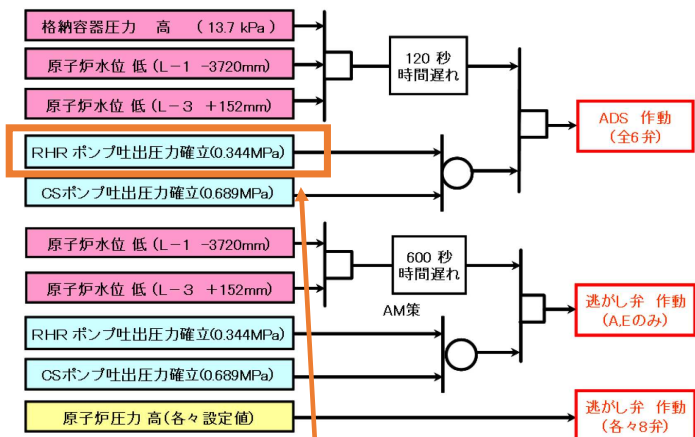 格納容器圧力 高 （13.7 kPa）
原子炉水位 低（L－1 －3720mm）
原子炉水位 低（L－3 ＋152mm）
120 秒
時間遅れ
RHR ポンプ吐出圧力確立(0.344MPa)
CSポンプ吐出圧力確立(0.689MPa)
ADS 作動
（全6弁）
原子炉水位 低（L－1 －3720mm）
原子炉水位 低（L－3 ＋152mm）
600 秒
時間遅れ
AM策
RHRポンプ吐出圧力確立(0.344MPa)
CSポンプ吐出圧力確立(0.689MPa)
逃がし弁 作動
（A,Eのみ）
原子炉圧力 高(各々設定値)
逃がし弁 作動
（各々8弁）